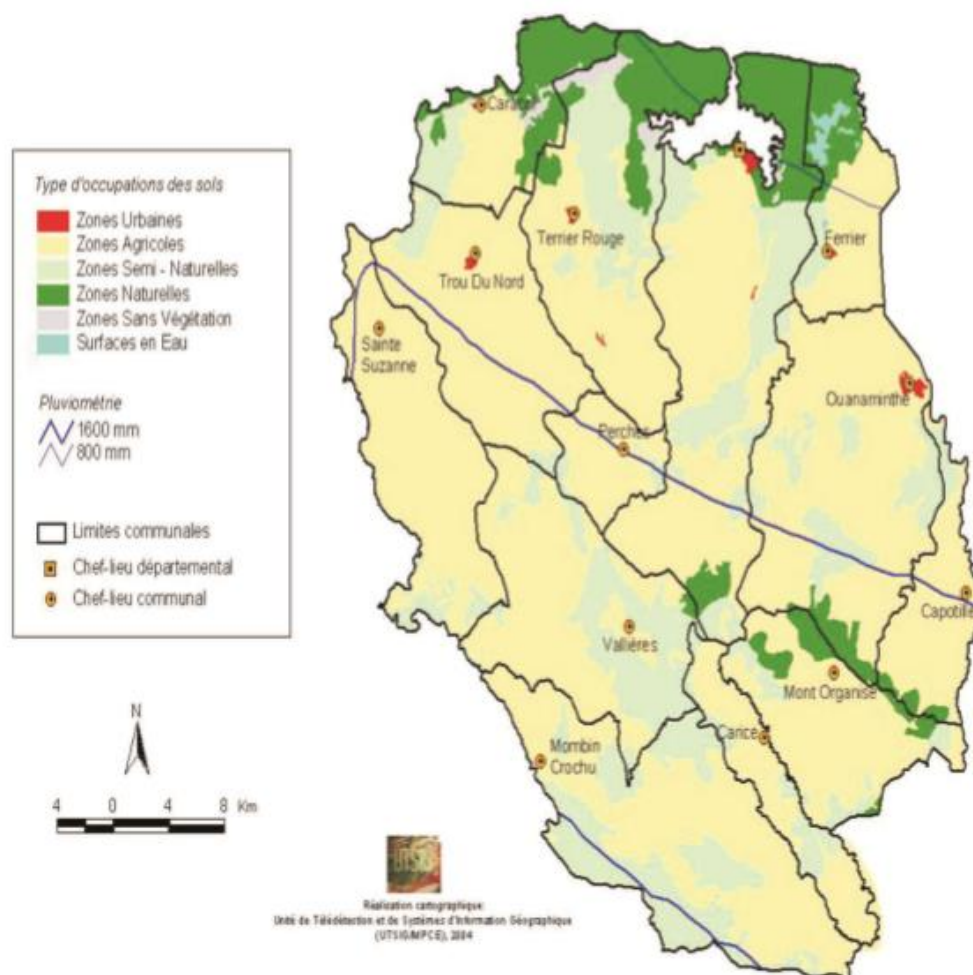 Type d'occupations des sols
Zones Urbaines
Zones Agricoles
Zones Semi - Naturelles
Zones Naturelles
Zones Sans Végétation
Surfaces en Eau
Pluviométrie
1600 mm
800 mm
Limites communales
Chef-lieu départemental
Chef-lieu communal
N
4 0 4 8 Km
Terrier Rouge
Ferrier
Trou Du Nord
Sainte
Suzanne
Ouanaminthe
Perches
Capotille
Vallières
Mont Organisé
Carice
Mombin
Crochu
UTSIG
Réalisation cartographique:
Unité de Télédétection et de Systèmes d'Information Géographique
(UTSIG/MPCE), 2004